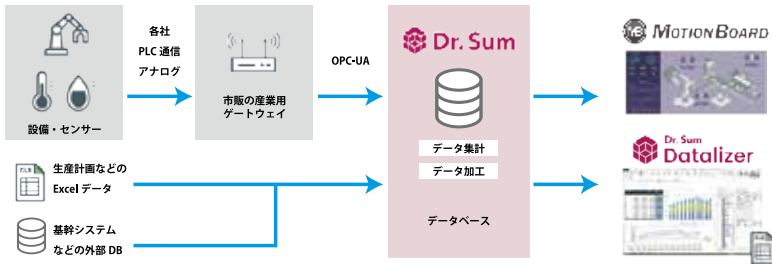 設備・センサー
各社
PLC 通信
アナログ
市販の産業用
ゲートウェイ
OPC-UA
Dr. Sum
データ集計
データ加工
データベース
MOTIONBOARD
Dr. Sum
Datalizer
生産計画などの
Excel データ
基幹システム
などの外部 DB